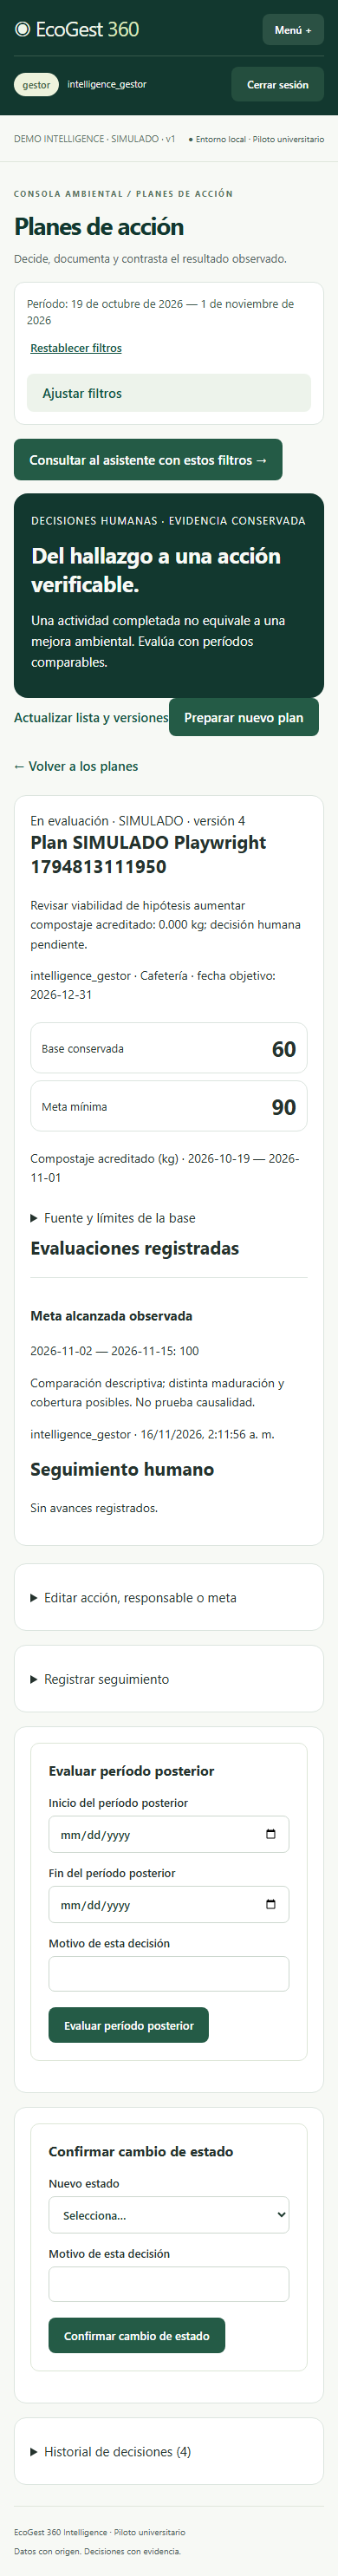 EcoGest 360
Menú +
gestor
intelligence_gestor
Cerrar sesión
DEMO INTELLIGENCE · SIMULADO · v1
● Entorno local · Piloto universitario
CONSOLA AMBIENTAL / PLANES DE ACCIÓN
Planes de acción
Decide, documenta y contrasta el resultado observado.
Período: 19 de octubre de 2026 — 1 de noviembre de
2026
Restablecer filtros
Ajustar filtros
Consultar al asistente con estos filtros →
DECISIONES HUMANAS · EVIDENCIA CONSERVADA
Del hallazgo a una acción
verificable.
Una actividad completada no equivale a una
mejora ambiental. Evalúa con períodos
comparables.
Actualizar lista y versiones
Preparar nuevo plan
← Volver a los planes
En evaluación · SIMULADO · versión 4
Plan SIMULADO Playwright
1794813111950
Revisar viabilidad de hipótesis aumentar
compostaje acreditado: 0.000 kg; decisión humana
pendiente.
intelligence_gestor · Cafetería · fecha objetivo:
2026-12-31
Base conservada
60
Meta mínima
90
Compostaje acreditado (kg) · 2026-10-19 — 2026-
11-01
▶ Fuente y límites de la base
Evaluaciones registradas
Meta alcanzada observada
2026-11-02 — 2026-11-15: 100
Comparación descriptiva; distinta maduración y
cobertura posibles. No prueba causalidad.
intelligence_gestor · 16/11/2026, 2:11:56 a. m.
Seguimiento humano
Sin avances registrados.
▶ Editar acción, responsable o meta
▶ Registrar seguimiento
Evaluar período posterior
Inicio del período posterior
mm/dd/yyyy
Fin del período posterior
mm/dd/yyyy
Motivo de esta decisión
Evaluar período posterior
Confirmar cambio de estado
Nuevo estado
Selecciona...
Motivo de esta decisión
Confirmar cambio de estado
▶ Historial de decisiones (4)
EcoGest 360 Intelligence · Piloto universitario
Datos con origen. Decisiones con evidencia.